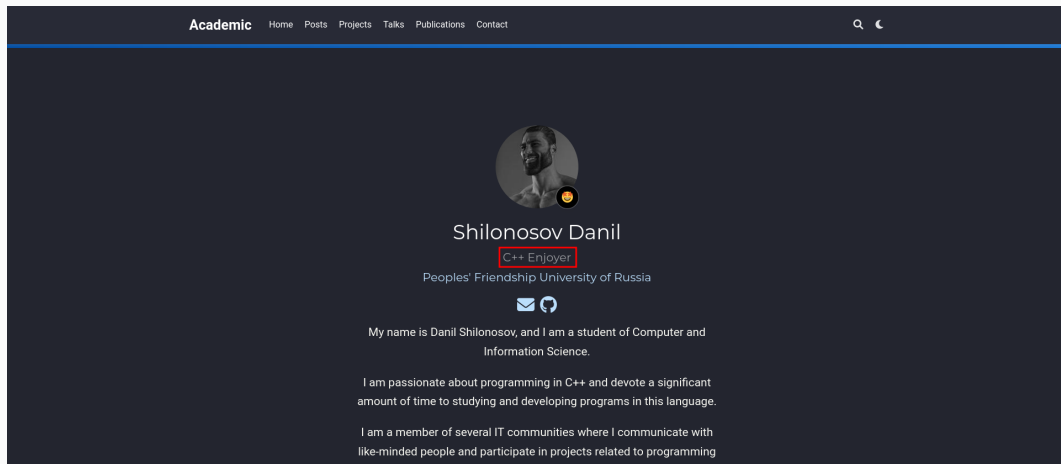 Academic Home Posts Projects Talks Publications Contact
Shilonosov Danil
C++ Enjoyer
Peoples' Friendship University of Russia
My name is Danil Shilonosov, and I am a student of Computer and
Information Science.
I am passionate about programming in C++ and devote a significant
amount of time to studying and developing programs in this language.
I am a member of several IT communities where I communicate with
like-minded people and participate in projects related to programming